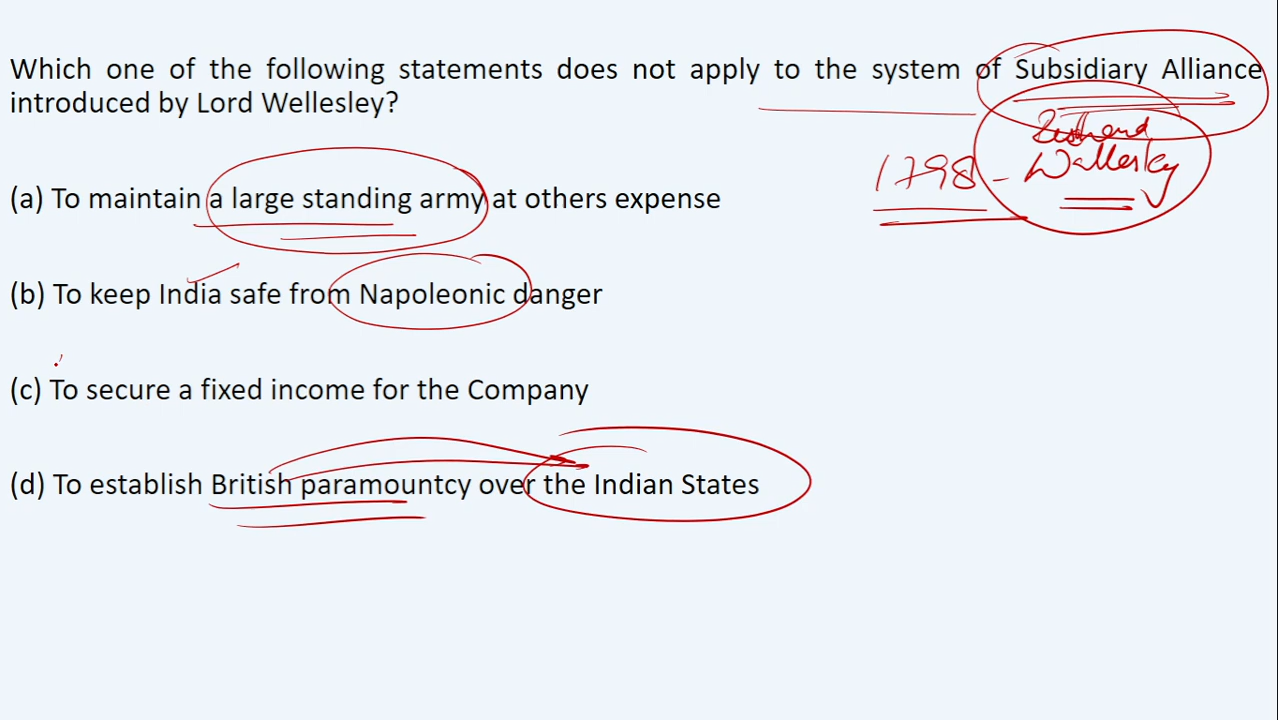 Which one of the following statements does not apply to the system of Subsidiary Alliance
introduced by Lord Wellesley?
1798 - Wallesley
(a) To maintain a large standing army at others expense
(b) To keep India safe from Napoleonic danger
(c) To secure a fixed income for the Company
(d) To establish British paramountcy over the Indian States